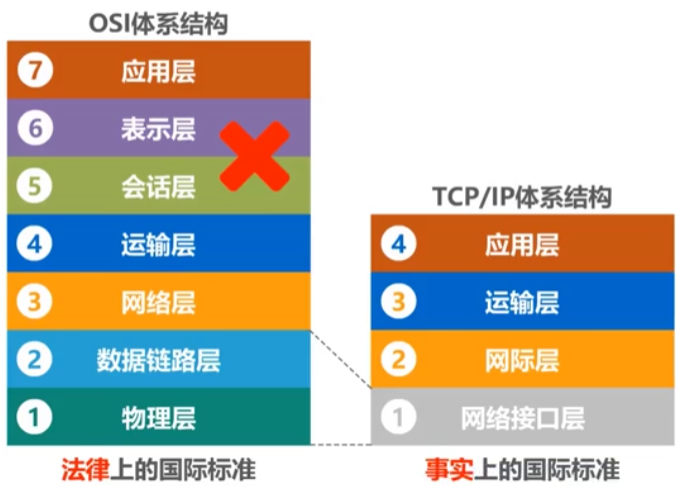 OSI体系结构
7 应用层
6 表示层
5 会话层
4 运输层
3 网络层
2 数据链路层
1 物理层
法律上的国际标准
TCP/IP体系结构
4 应用层
3 运输层
2 网际层
1 网络接口层
事实上的国际标准